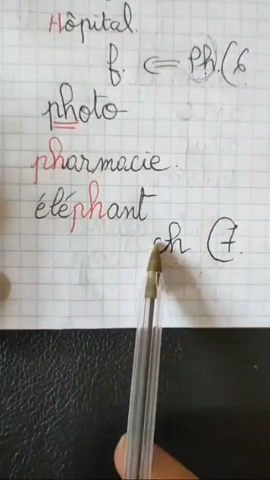 Hôpital.
f. ⇐ Ph. (6
photo-
pharmacie.
éléphant
ch (7.